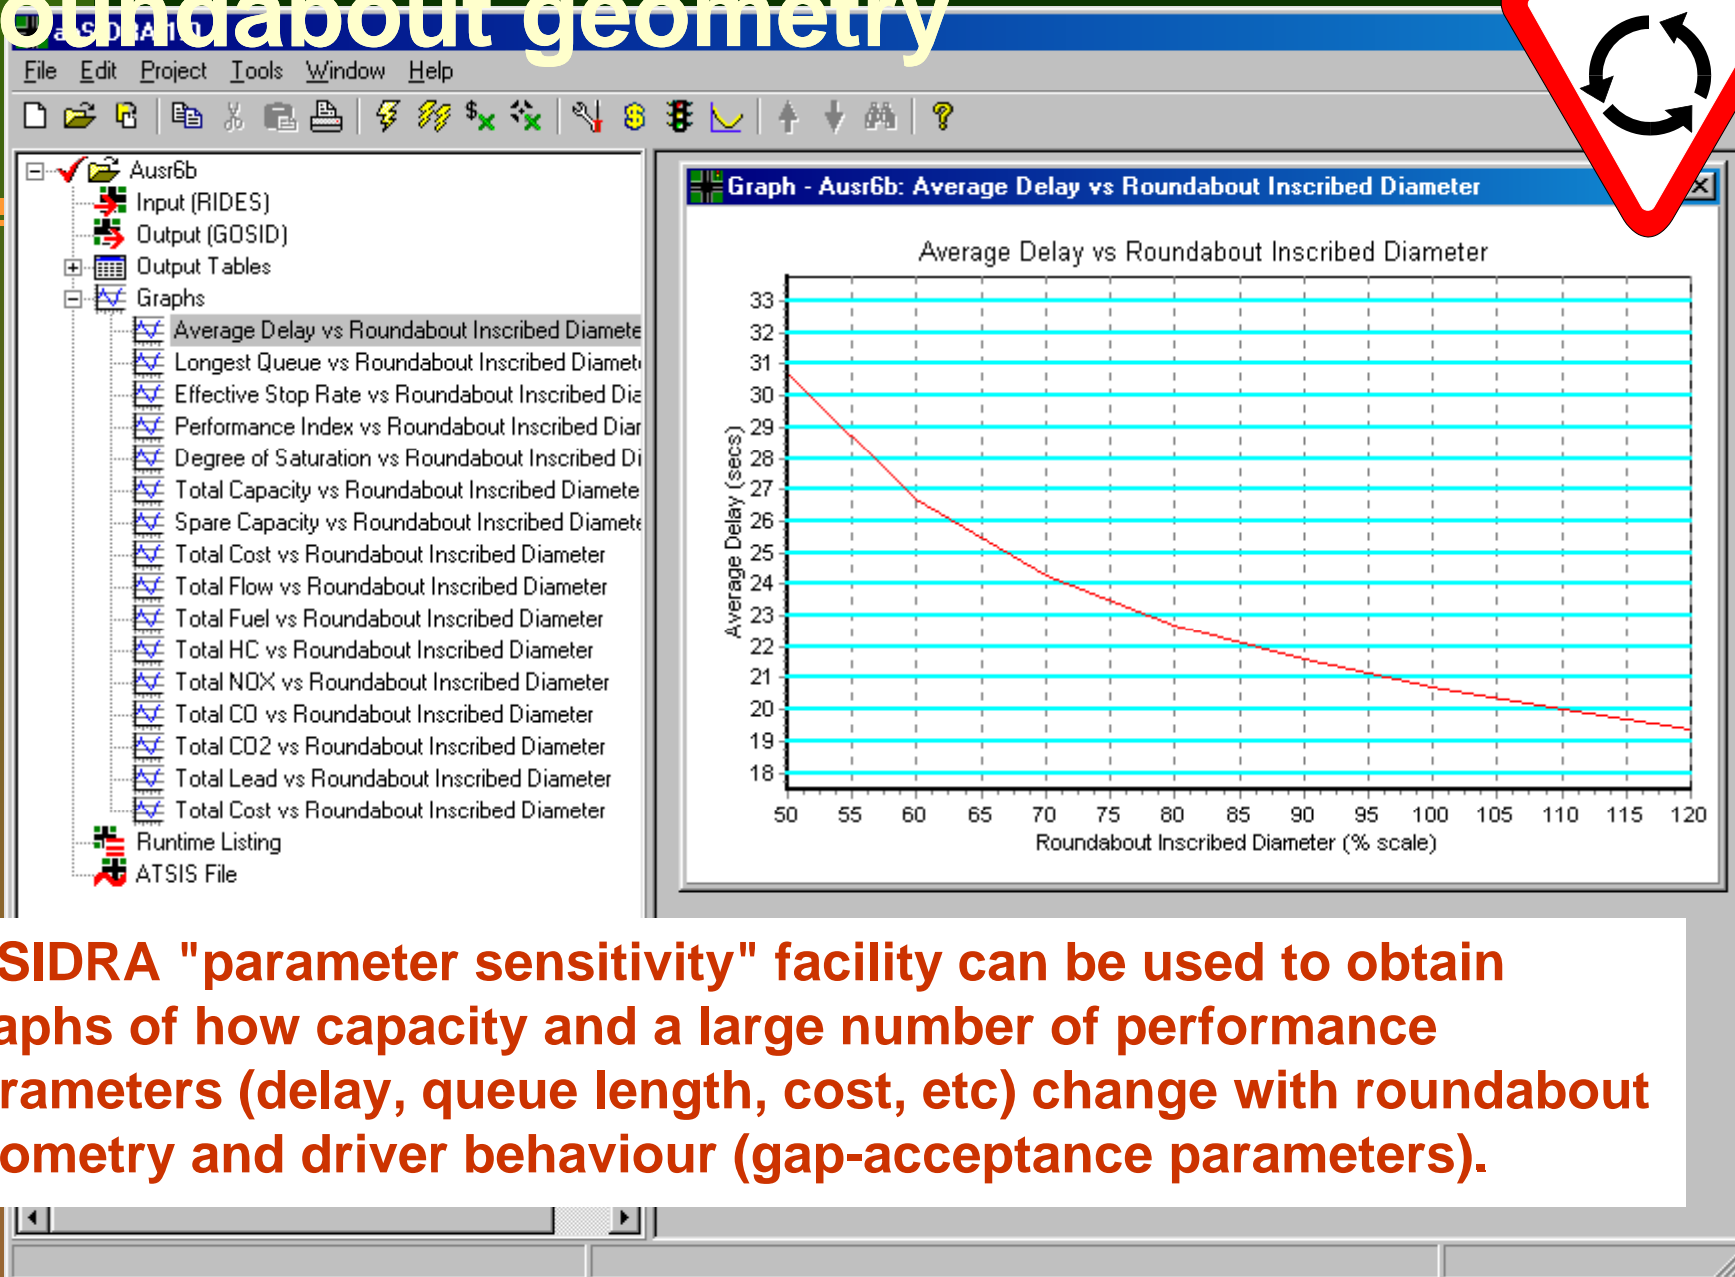 oundabout geometry
File Edit Project Tools Window Help
Ausr6b
Input (RIDES)
Output (GOSID)
Output Tables
Graphs
Average Delay vs Roundabout Inscribed Diamete
Longest Queue vs Roundabout Inscribed Diamet
Effective Stop Rate vs Roundabout Inscribed Dia
Performance Index vs Roundabout Inscribed Diar
Degree of Saturation vs Roundabout Inscribed Di
Total Capacity vs Roundabout Inscribed Diamete
Spare Capacity vs Roundabout Inscribed Diamet
Total Cost vs Roundabout Inscribed Diameter
Total Flow vs Roundabout Inscribed Diameter
Total Fuel vs Roundabout Inscribed Diameter
Total HC vs Roundabout Inscribed Diameter
Total NOX vs Roundabout Inscribed Diameter
Total CO vs Roundabout Inscribed Diameter
Total CO2 vs Roundabout Inscribed Diameter
Total Lead vs Roundabout Inscribed Diameter
Total Cost vs Roundabout Inscribed Diameter
Runtime Listing
ATSIS File
Graph - Ausr6b: Average Delay vs Roundabout Inscribed Diameter
Average Delay vs Roundabout Inscribed Diameter
33
32
31
30
29
28
27
26
25
24
23
22
21
20
19
18
Average Delay (secs)
50 55 60 65 70 75 80 85 90 95 100 105 110 115 120
Roundabout Inscribed Diameter (% scale)
SIDRA "parameter sensitivity" facility can be used to obtain
aphs of how capacity and a large number of performance
rameters (delay, queue length, cost, etc) change with roundabout
ometry and driver behaviour (gap-acceptance parameters).